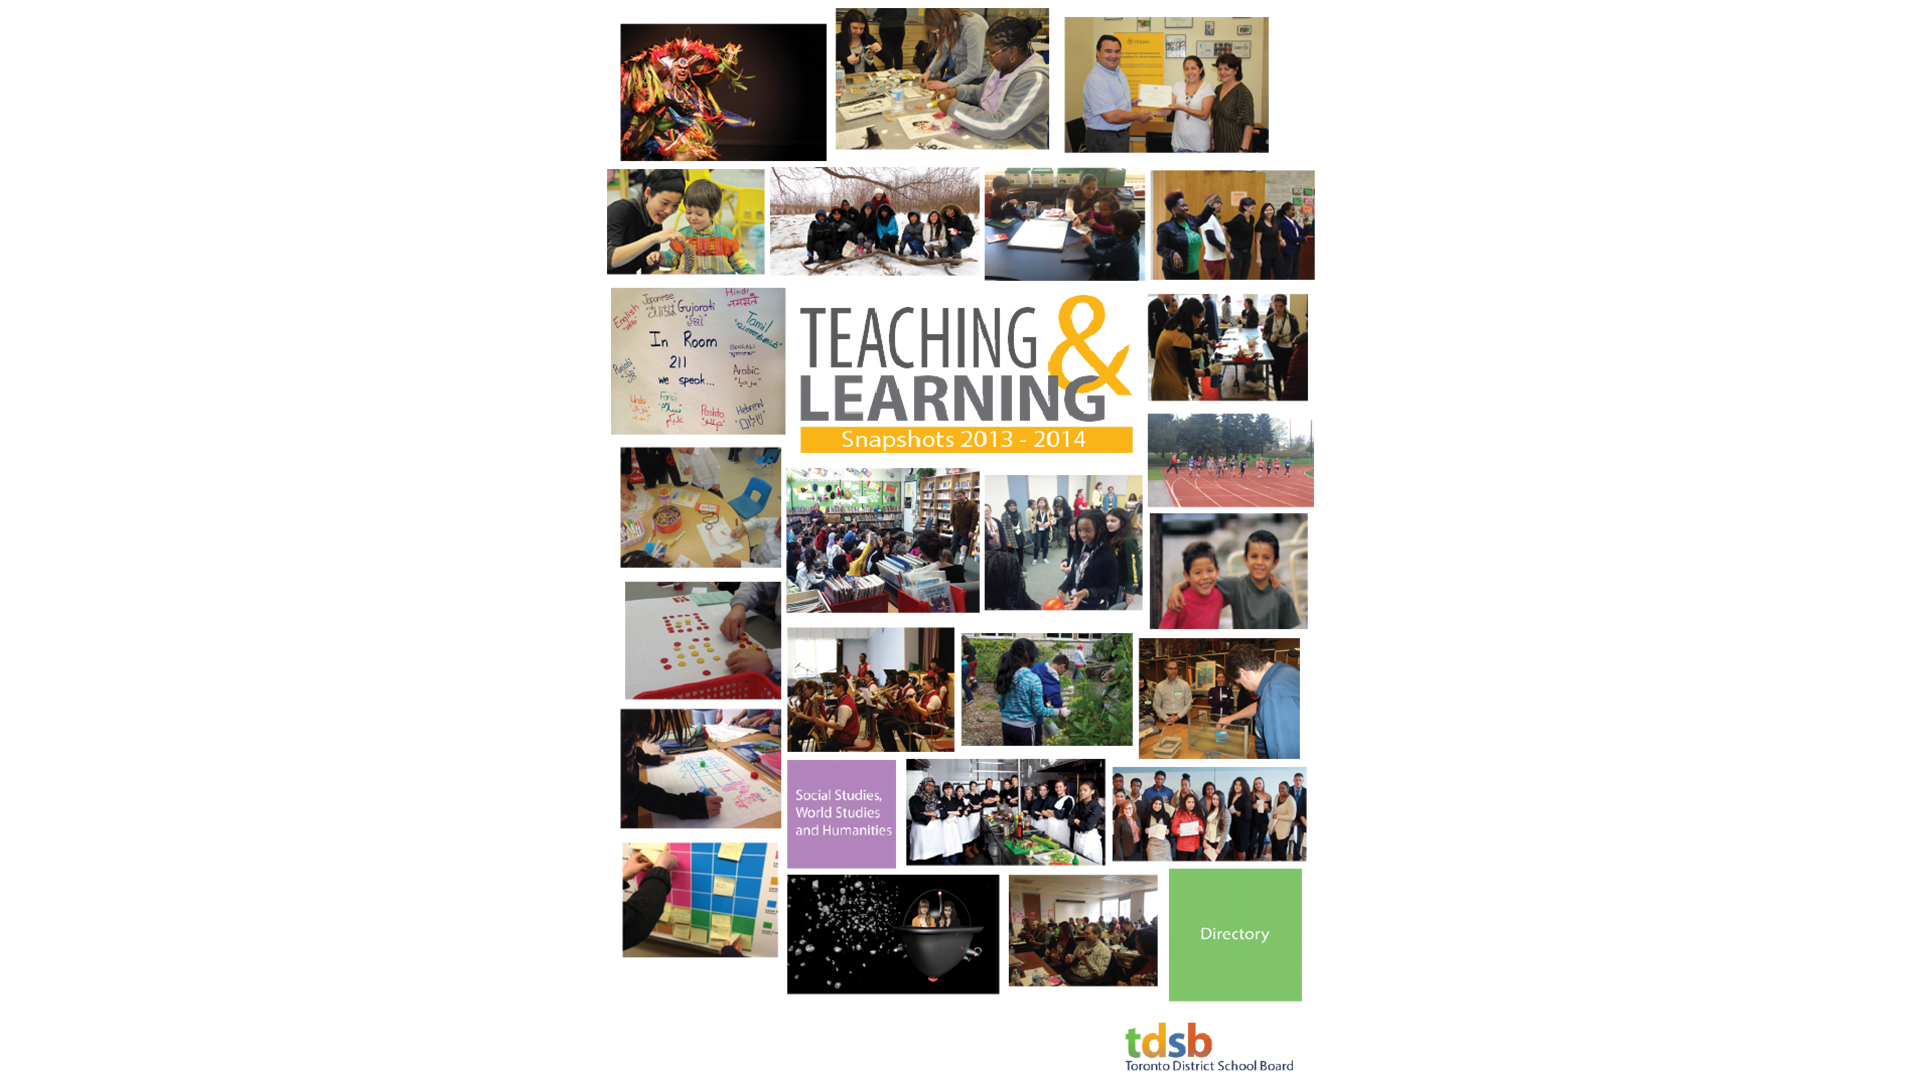 Hindi
नमस्ते
Japanese
English
Gujarati
Tamil
In Room
211
we speak...
BENGALI
Punjabi
Arabic
Urdu
Farsi
Pashto
Hebrew
TEACHING &
LEARNING
Snapshots 2013 - 2014
Social Studies,
World Studies
and Humanities
Directory
tdsb
Toronto District School Board